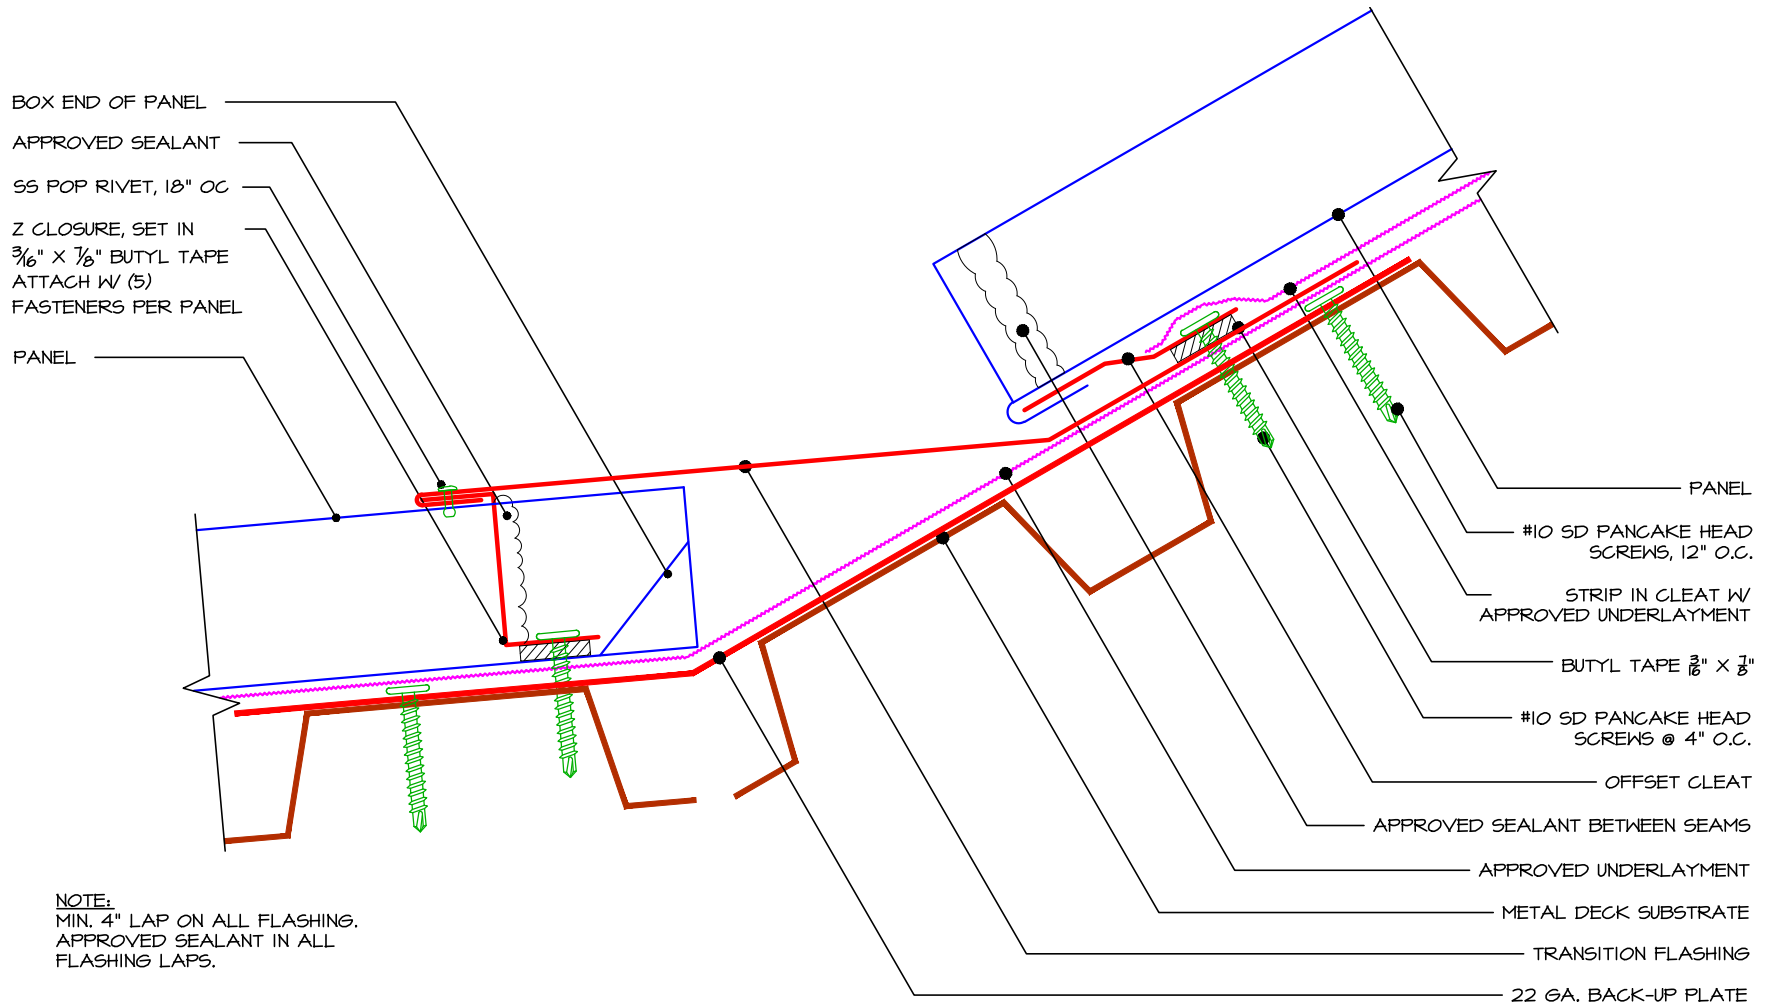 BOX END OF PANEL
APPROVED SEALANT
SS POP RIVET, 18" OC
Z CLOSURE, SET IN
3/16" X 7/8" BUTYL TAPE
ATTACH W/ (5)
FASTENERS PER PANEL
PANEL
PANEL
#10 SD PANCAKE HEAD
SCREWS, 12" O.C.
STRIP IN CLEAT W/
APPROVED UNDERLAYMENT
BUTYL TAPE 3/16" X 7/8"
#10 SD PANCAKE HEAD
SCREWS @ 4" O.C.
OFFSET CLEAT
APPROVED SEALANT BETWEEN SEAMS
APPROVED UNDERLAYMENT
METAL DECK SUBSTRATE
TRANSITION FLASHING
22 GA. BACK-UP PLATE
NOTE:
MIN. 4" LAP ON ALL FLASHING.
APPROVED SEALANT IN ALL
FLASHING LAPS.